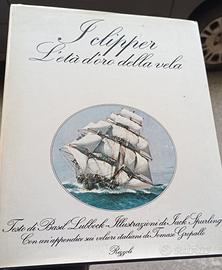 I clipper
L'età d'oro della vela
Testo di Basil Lubbock - Illustrazioni di Jack Spurling
Con un'appendice sui velieri italiani di Tomaso Gropallo
Rizzoli